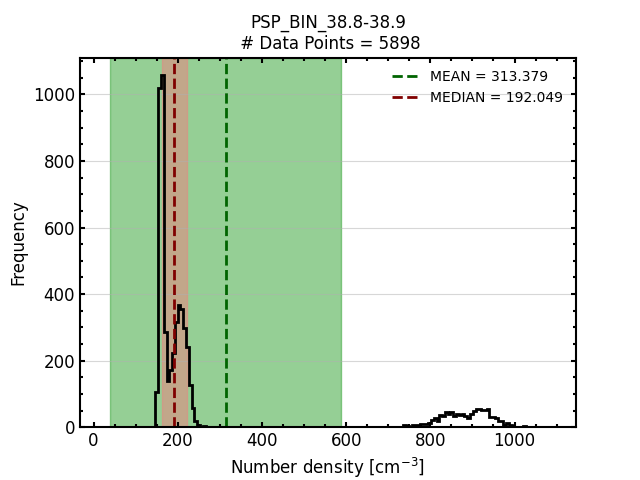 PSP_BIN_38.8-38.9
# Data Points = 5898
MEAN = 313.379
MEDIAN = 192.049
Frequency
1000
800
600
400
200
0
0 200 400 600 800 1000
Number density [cm⁻³]